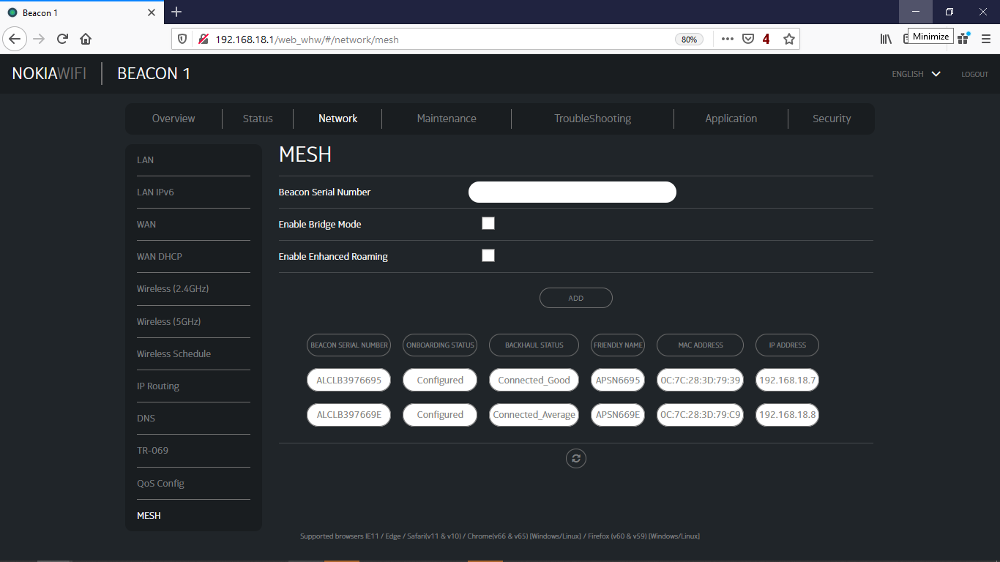 Beacon 1
192.168.18.1/web_whw/#/network/mesh
80%
4
Minimize
NOKIAWIFI
BEACON 1
ENGLISH
LOGOUT
Overview
Status
Network
Maintenance
TroubleShooting
Application
Security
LAN
LAN IPv6
WAN
WAN DHCP
Wireless (2.4GHz)
Wireless (5GHz)
Wireless Schedule
IP Routing
DNS
TR-069
QoS Config
MESH
MESH
Beacon Serial Number
Enable Bridge Mode
Enable Enhanced Roaming
ADD
BEACON SERIAL NUMBER ONBOARDING STATUS BACKHAUL STATUS FRIENDLY NAME MAC ADDRESS IP ADDRESS
ALCLB3976695 Configured Connected_Good APSN6695 0C:7C:28:3D:79:39 192.168.18.7
ALCLB397669E Configured Connected_Average APSN669E 0C:7C:28:3D:79:C9 192.168.18.8
Supported browsers IE11 / Edge / Safari(v11 & v10) / Chrome(v66 & v65) [Windows/Linux] / Firefox (v60 & v59) [Windows/Linux]